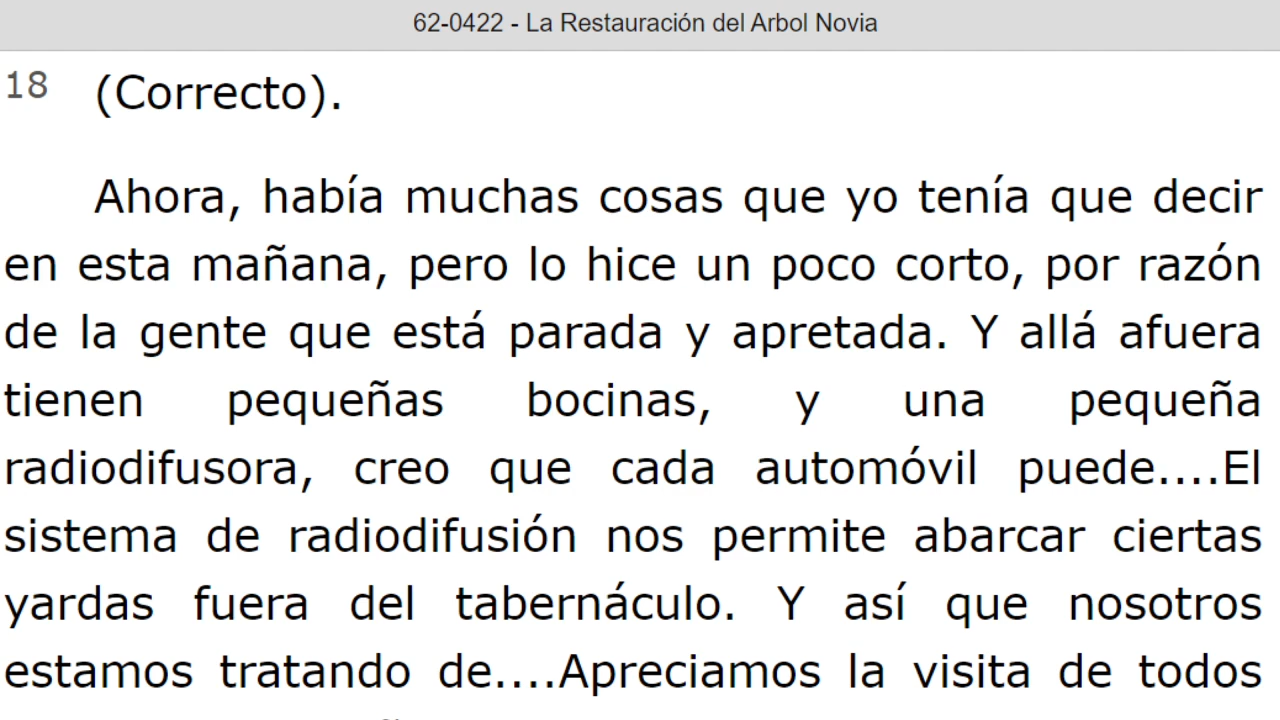 62-0422 - La Restauración del Arbol Novia
18 (Correcto).
Ahora, había muchas cosas que yo tenía que decir
en esta mañana, pero lo hice un poco corto, por razón
de la gente que está parada y apretada. Y allá afuera
tienen pequeñas bocinas, y una pequeña
radiodifusora, creo que cada automóvil puede....El
sistema de radiodifusión nos permite abarcar ciertas
yardas fuera del tabernáculo. Y así que nosotros
estamos tratando de....Apreciamos la visita de todos